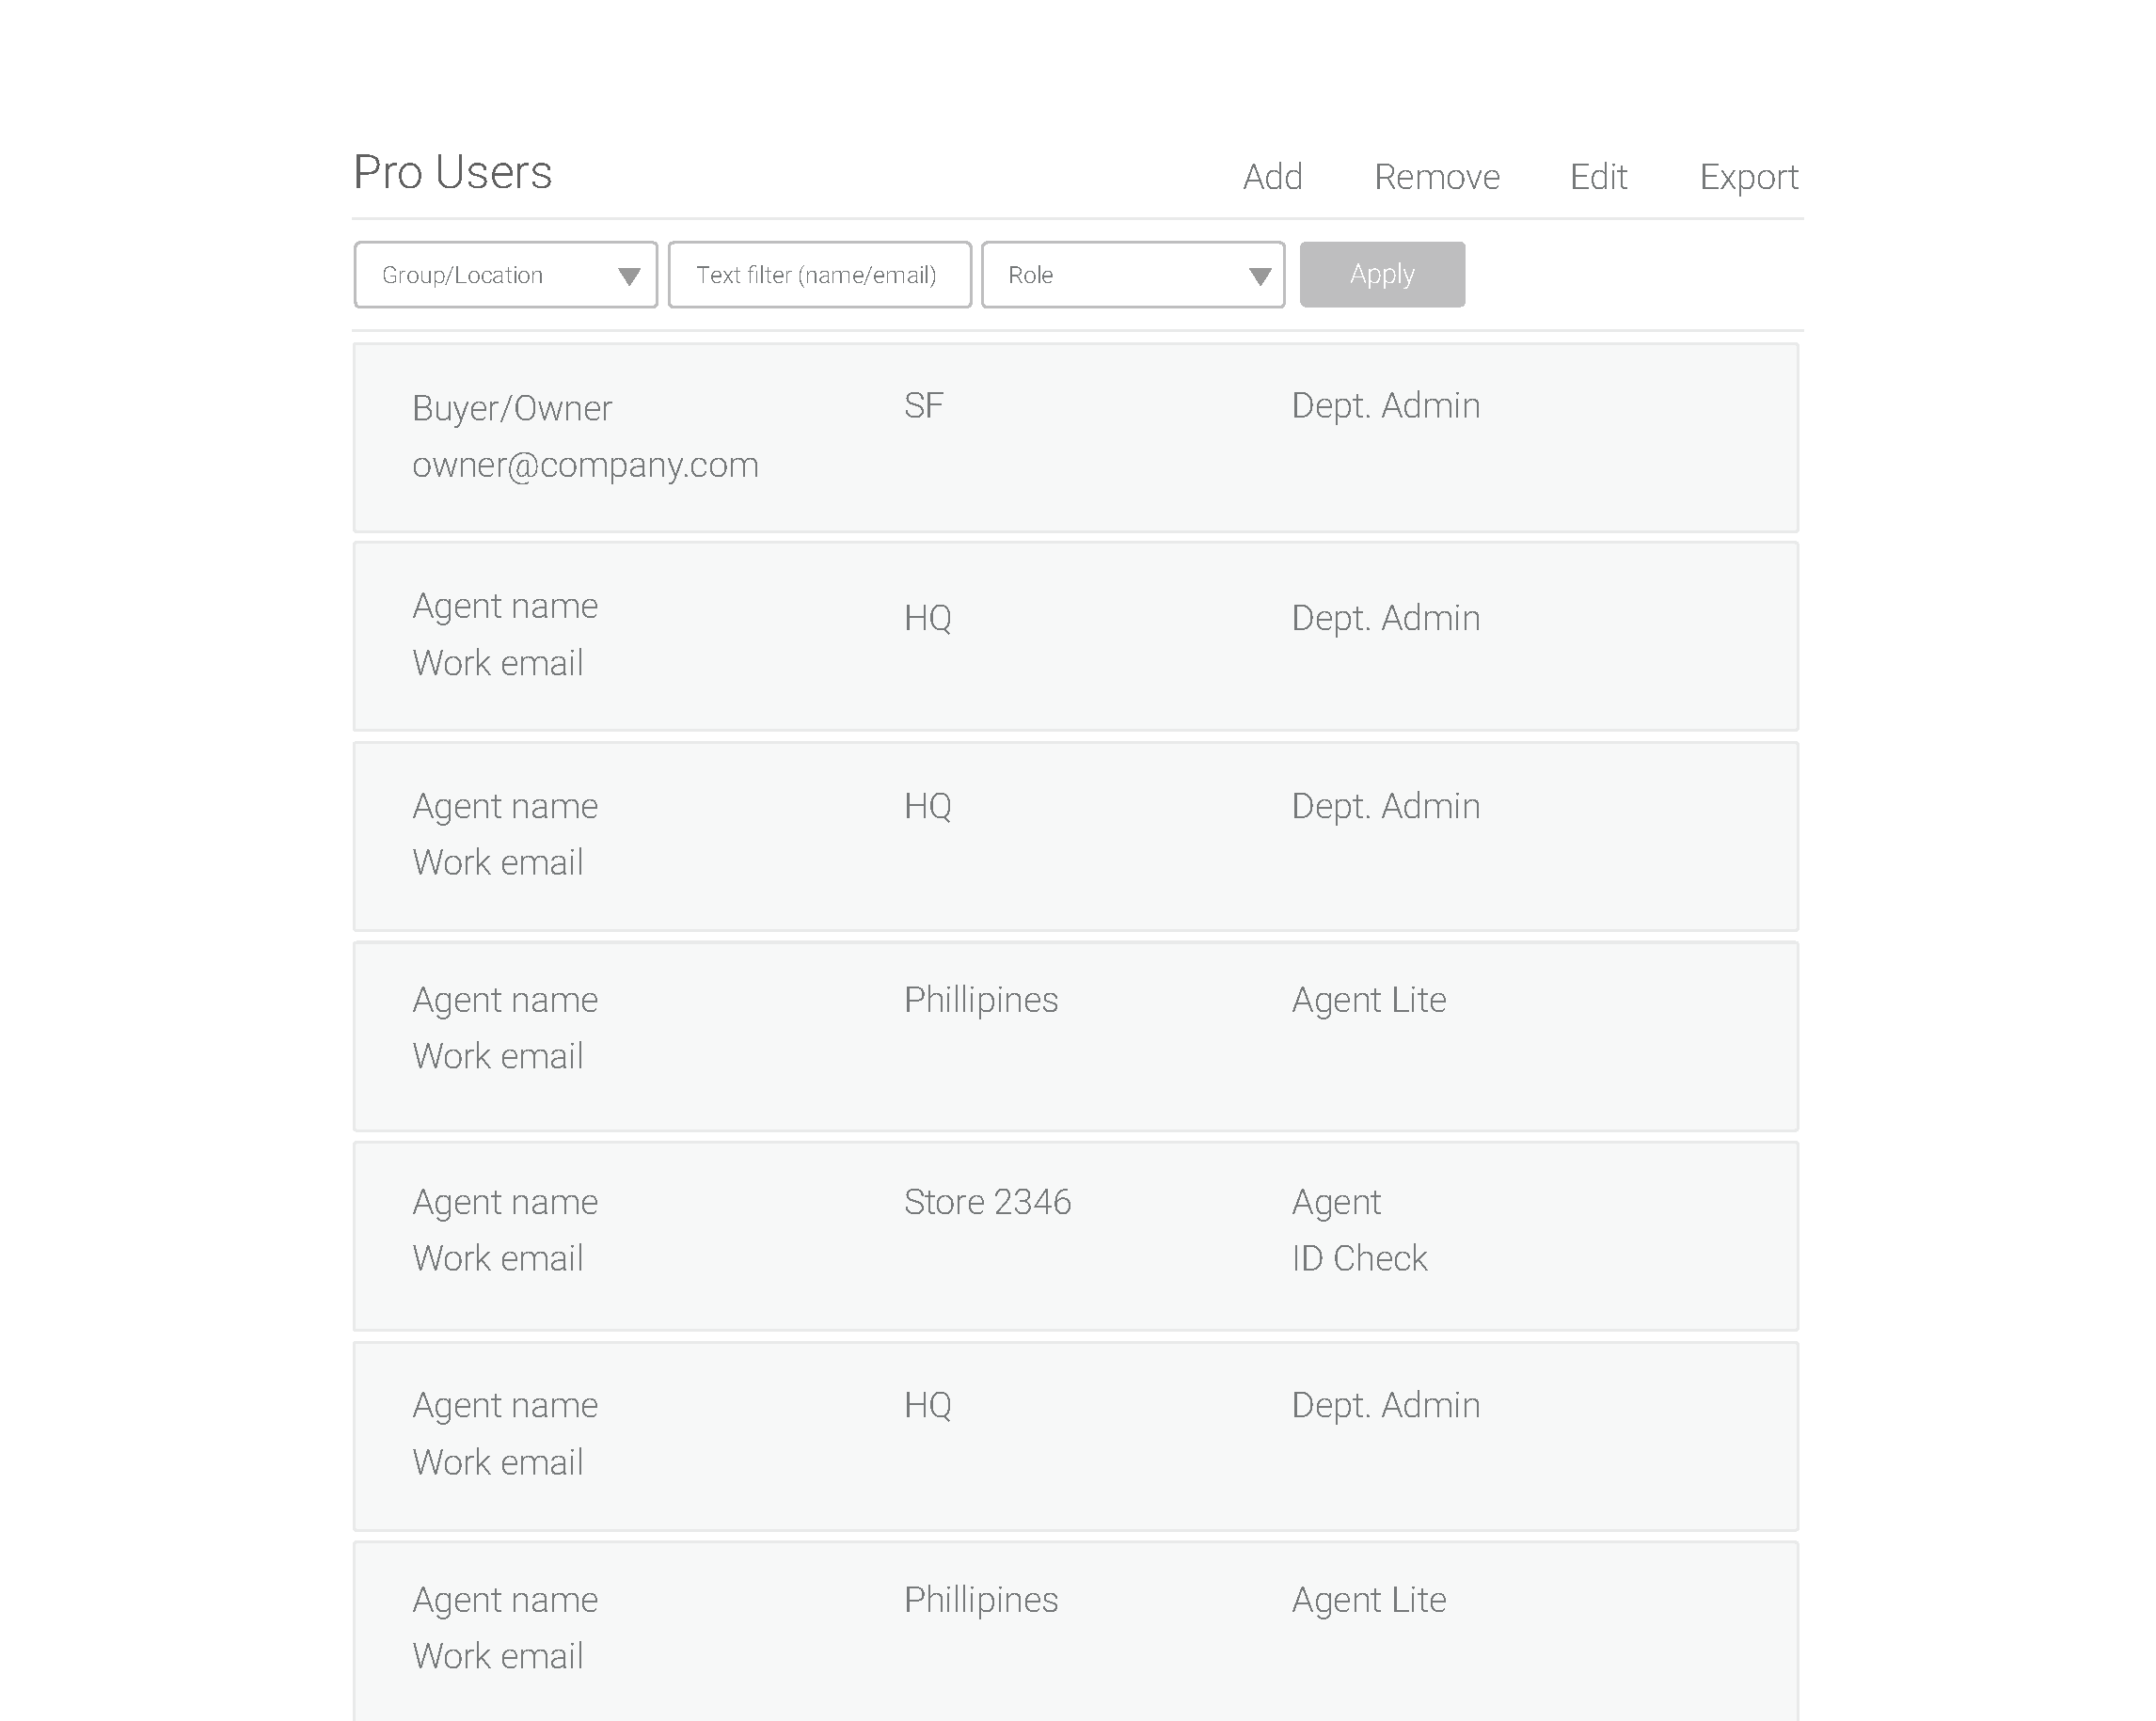 Pro Users Add Remove Edit Export
Group/Location Text filter (name/email) Role Apply
Buyer/Owner SF Dept. Admin
owner@company.com
Agent name HQ Dept. Admin
Work email
Agent name HQ Dept. Admin
Work email
Agent name Phillipines Agent Lite
Work email
Agent name Store 2346 Agent
Work email ID Check
Agent name HQ Dept. Admin
Work email
Agent name Phillipines Agent Lite
Work email